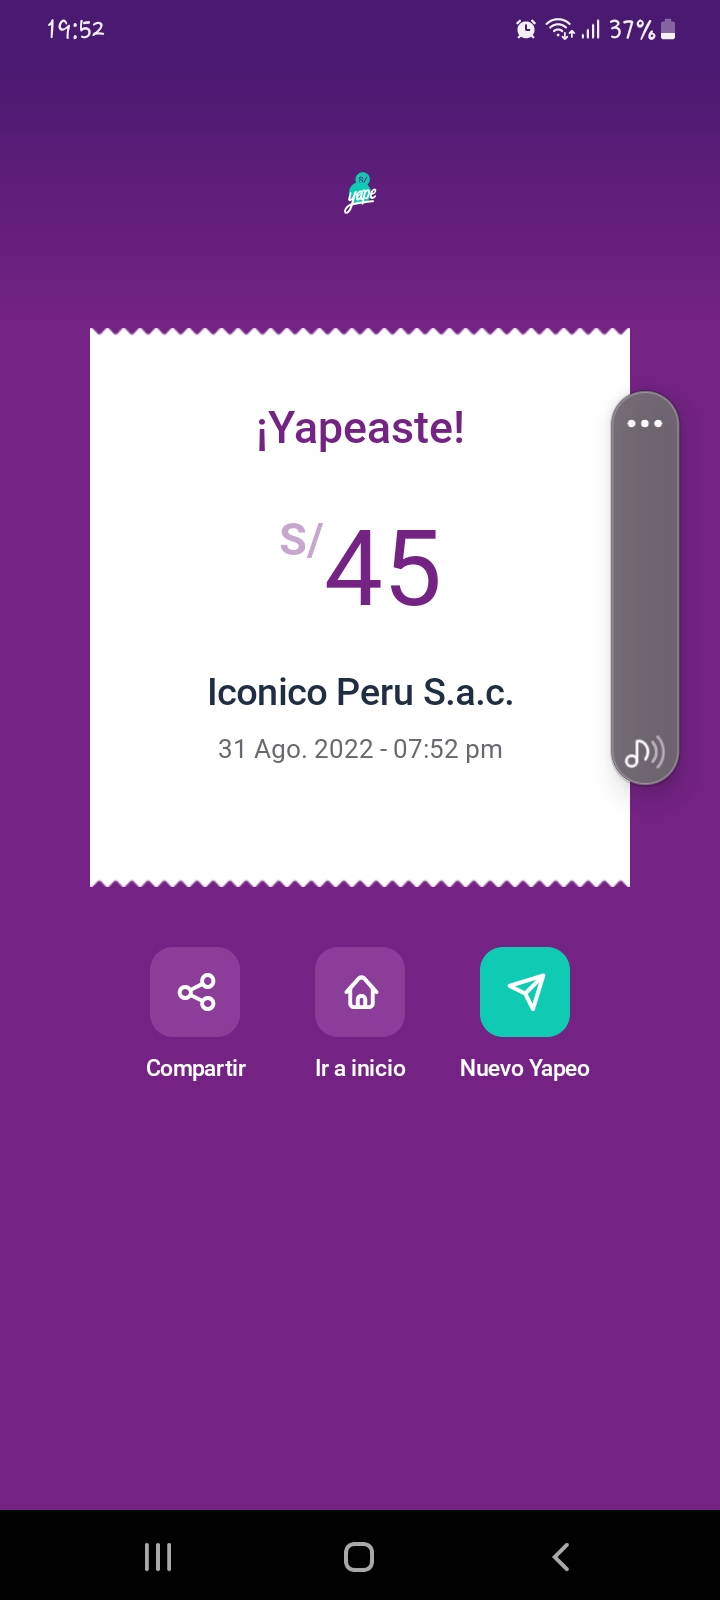 19:52
37%
S/
yape
¡Yapeaste!
S/ 45
Iconico Peru S.a.c.
31 Ago. 2022 - 07:52 pm
Compartir
Ir a inicio
Nuevo Yapeo